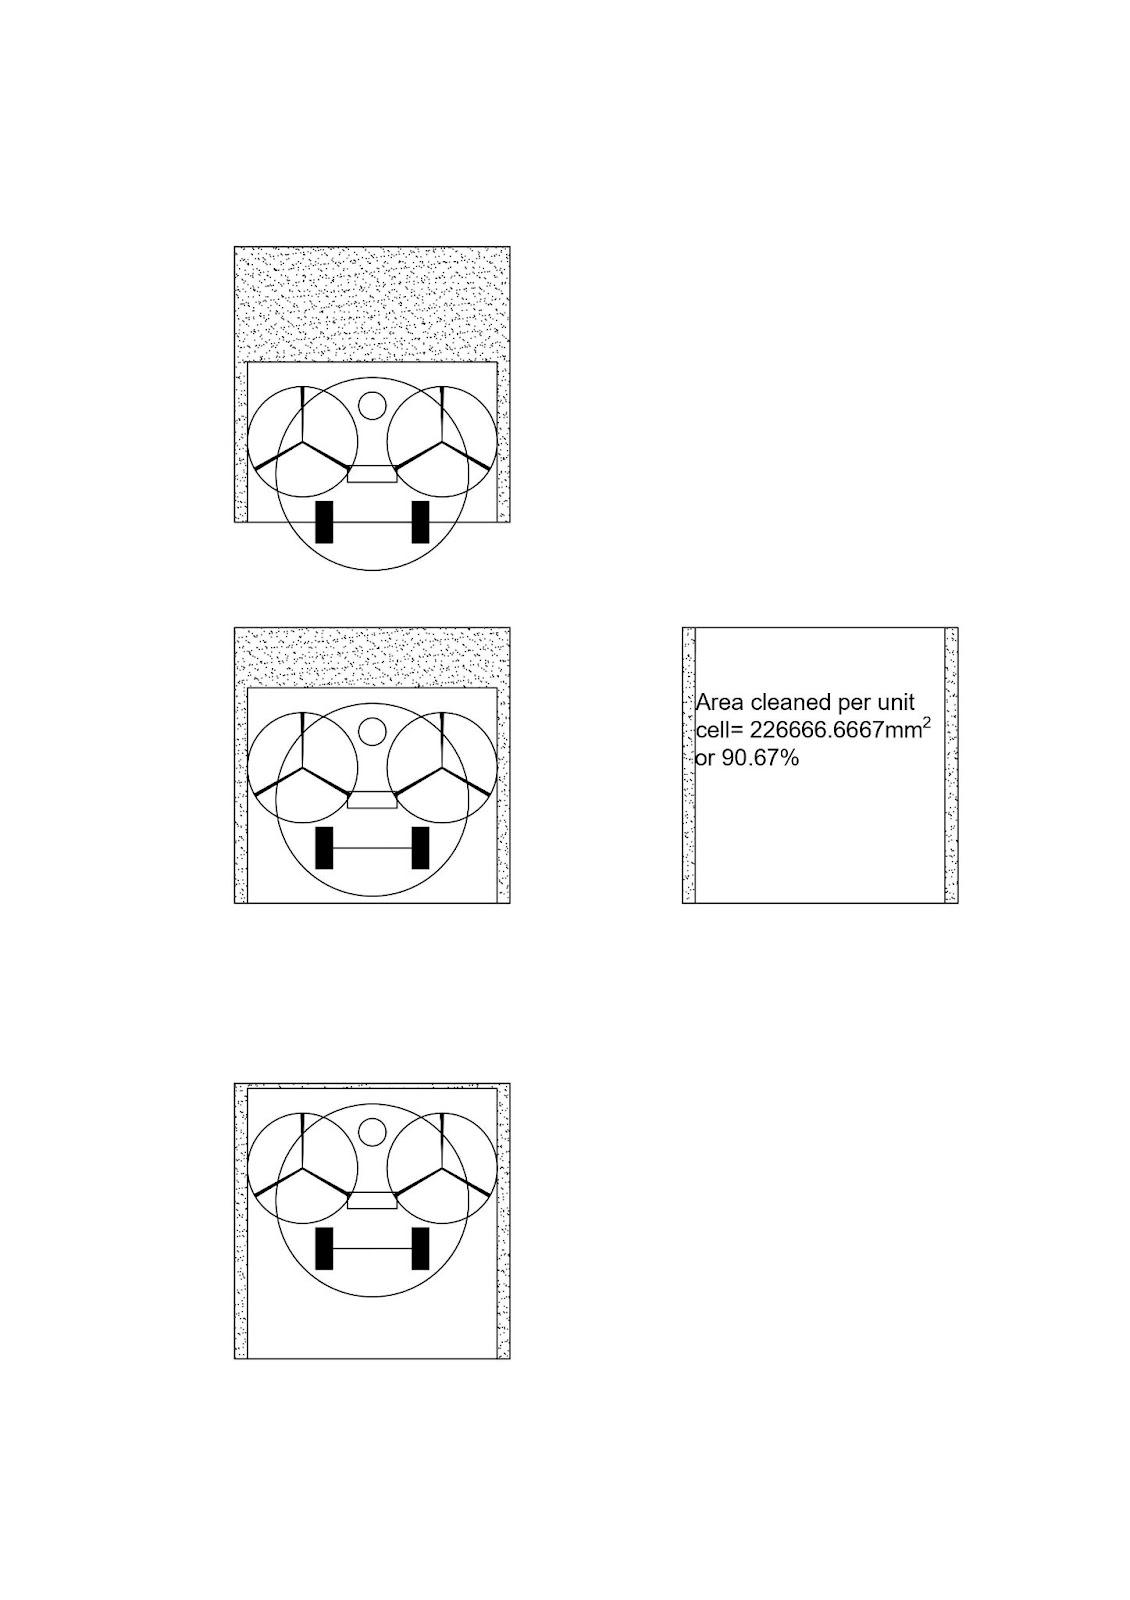 Area cleaned per unit
cell= 226666.6667mm²
or 90.67%